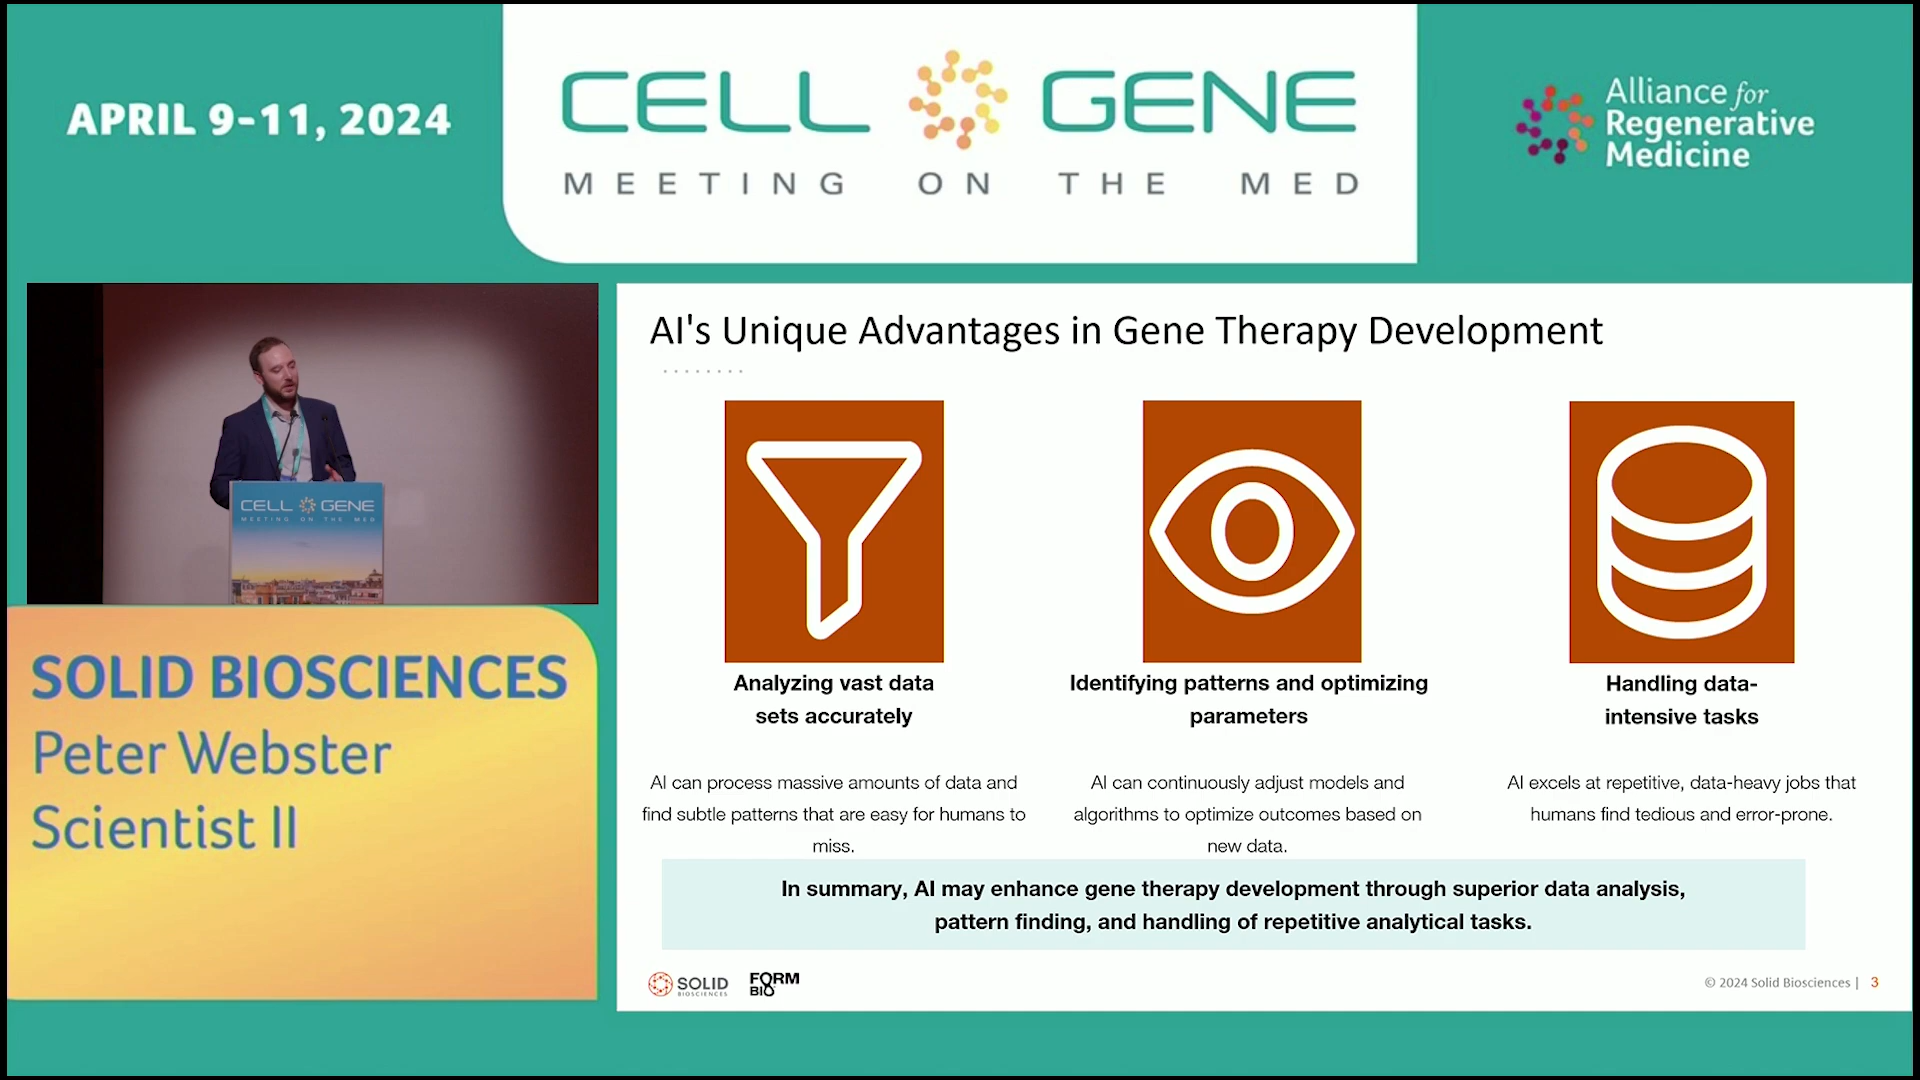 APRIL 9-11, 2024
CELL GENE
MEETING ON THE MED
Alliance for
Regenerative
Medicine
CELL GENE
MEETING ON THE MED
SOLID BIOSCIENCES
Peter Webster
Scientist II
AI's Unique Advantages in Gene Therapy Development
Analyzing vast data
sets accurately
AI can process massive amounts of data and
find subtle patterns that are easy for humans to
miss.
Identifying patterns and optimizing
parameters
AI can continuously adjust models and
algorithms to optimize outcomes based on
new data.
Handling data-
intensive tasks
AI excels at repetitive, data-heavy jobs that
humans find tedious and error-prone.
In summary, AI may enhance gene therapy development through superior data analysis,
pattern finding, and handling of repetitive analytical tasks.
SOLID
BIOSCIENCES
FORM
BIO
© 2024 Solid Biosciences | 3